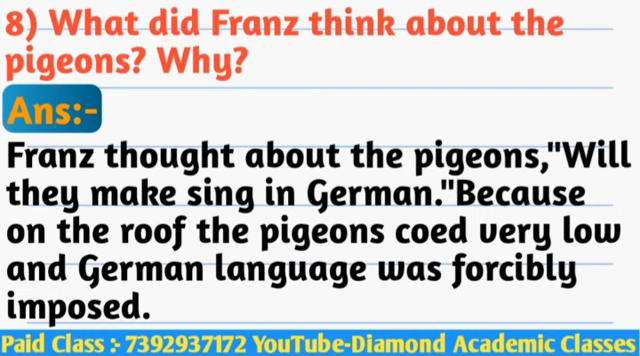 8) What did Franz think about the
pigeons? Why?
Ans:-
Franz thought about the pigeons,"Will
they make sing in German."Because
on the roof the pigeons coed very low
and German language was forcibly
imposed.
Paid Class :- 7392937172 YouTube-Diamond Academic Classes